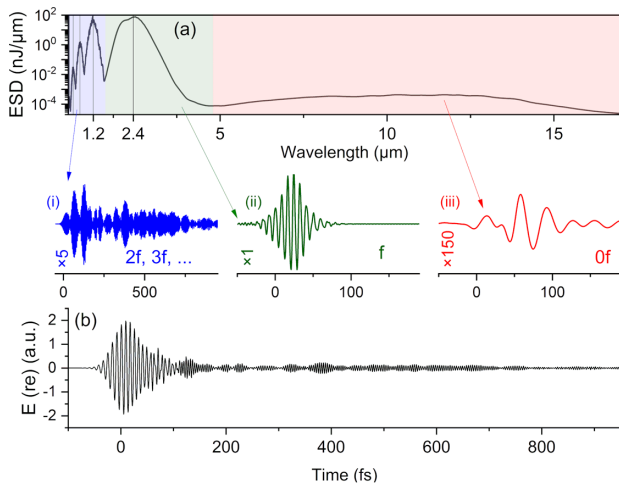 ESD (nJ/µm)
10²
10⁰
10⁻²
10⁻⁴
(a)
1.2 2.4 5 10 15
Wavelength (µm)
(i)
×5
2f, 3f, ...
0 500
(ii)
×1
f
0 100
(iii)
×150
0f
0 100
(b)
E (re) (a.u.)
2
1
0
-1
-2
0 200 400 600 800
Time (fs)